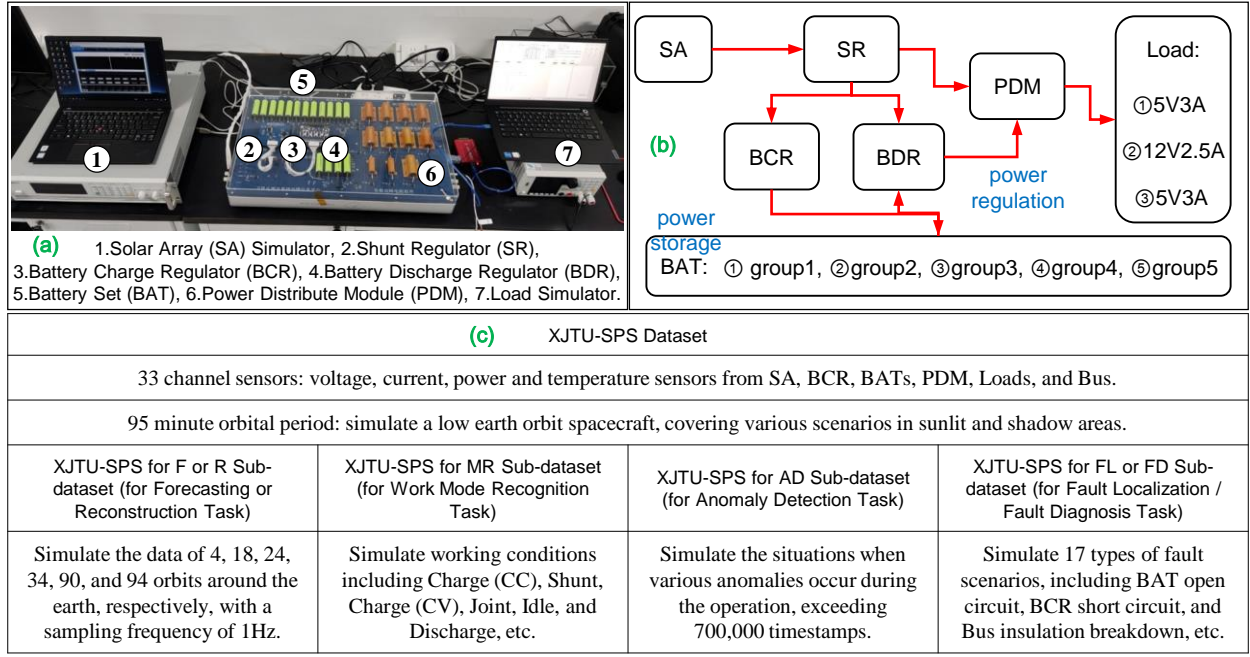 1
2
3
4
5
6
7
(a) 1.Solar Array (SA) Simulator, 2.Shunt Regulator (SR),
3.Battery Charge Regulator (BCR), 4.Battery Discharge Regulator (BDR),
5.Battery Set (BAT), 6.Power Distribute Module (PDM), 7.Load Simulator.
(b)
SA
SR
PDM
BCR
BDR
Load:
①5V3A
②12V2.5A
③5V3A
power
regulation
power
storage
BAT: ① group1, ②group2, ③group3, ④group4, ⑤group5
(c) XJTU-SPS Dataset
33 channel sensors: voltage, current, power and temperature sensors from SA, BCR, BATs, PDM, Loads, and Bus.
95 minute orbital period: simulate a low earth orbit spacecraft, covering various scenarios in sunlit and shadow areas.
XJTU-SPS for F or R Sub-
dataset (for Forecasting or
Reconstruction Task)
XJTU-SPS for MR Sub-dataset
(for Work Mode Recognition
Task)
XJTU-SPS for AD Sub-dataset
(for Anomaly Detection Task)
XJTU-SPS for FL or FD Sub-
dataset (for Fault Localization /
Fault Diagnosis Task)
Simulate the data of 4, 18, 24,
34, 90, and 94 orbits around the
earth, respectively, with a
sampling frequency of 1Hz.
Simulate working conditions
including Charge (CC), Shunt,
Charge (CV), Joint, Idle, and
Discharge, etc.
Simulate the situations when
various anomalies occur during
the operation, exceeding
700,000 timestamps.
Simulate 17 types of fault
scenarios, including BAT open
circuit, BCR short circuit, and
Bus insulation breakdown, etc.